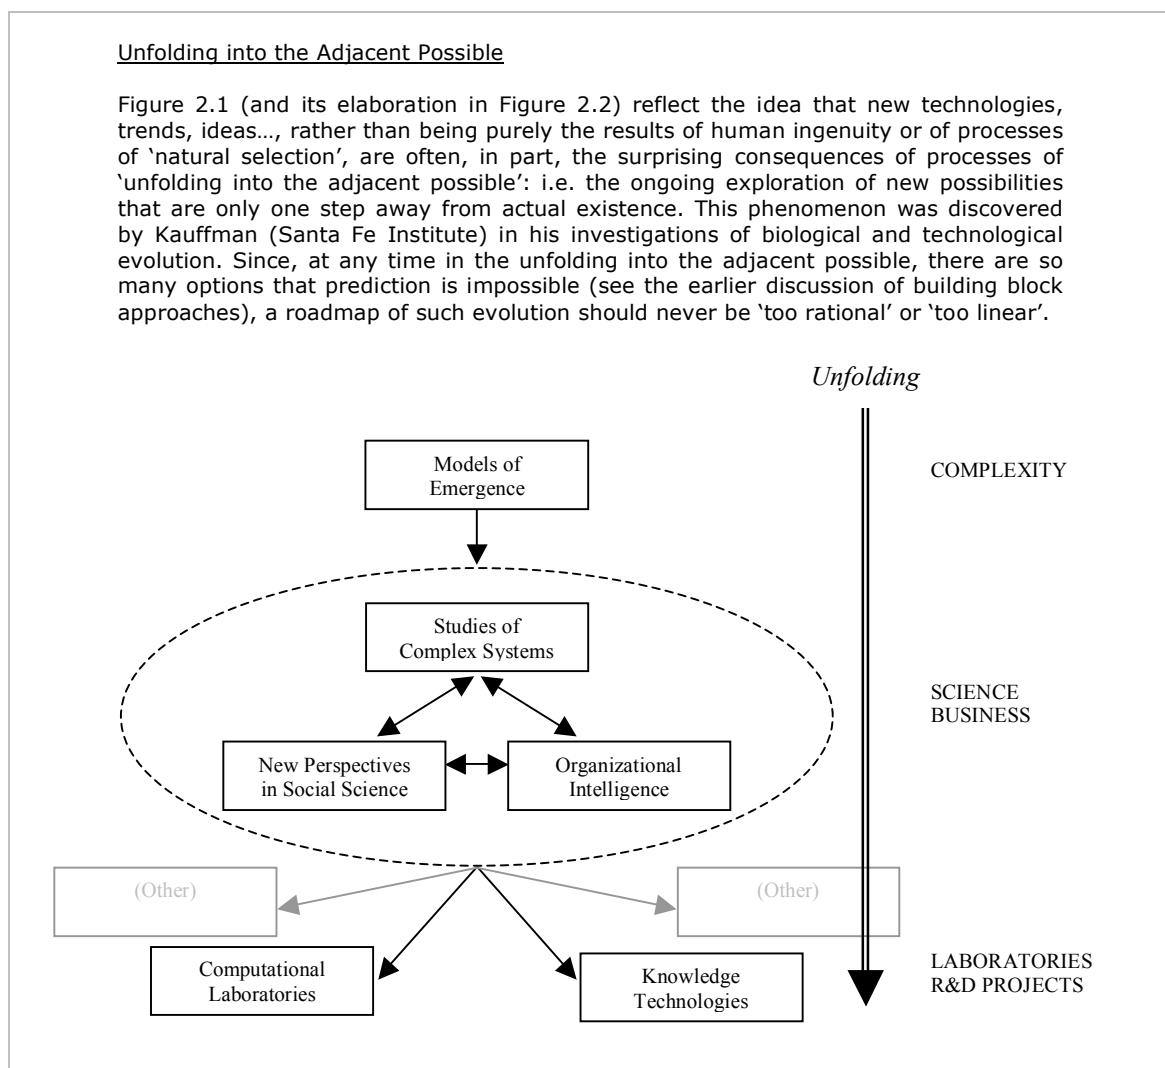 Unfolding into the Adjacent Possible
Figure 2.1 (and its elaboration in Figure 2.2) reflect the idea that new technologies,
trends, ideas…, rather than being purely the results of human ingenuity or of processes
of ‘natural selection’, are often, in part, the surprising consequences of processes of
‘unfolding into the adjacent possible’: i.e. the ongoing exploration of new possibilities
that are only one step away from actual existence. This phenomenon was discovered
by Kauffman (Santa Fe Institute) in his investigations of biological and technological
evolution. Since, at any time in the unfolding into the adjacent possible, there are so
many options that prediction is impossible (see the earlier discussion of building block
approaches), a roadmap of such evolution should never be ‘too rational’ or ‘too linear’.
Unfolding
Models of
Emergence
COMPLEXITY
Studies of
Complex Systems
SCIENCE
BUSINESS
New Perspectives
in Social Science
Organizational
Intelligence
(Other)
(Other)
Computational
Laboratories
Knowledge
Technologies
LABORATORIES
R&D PROJECTS